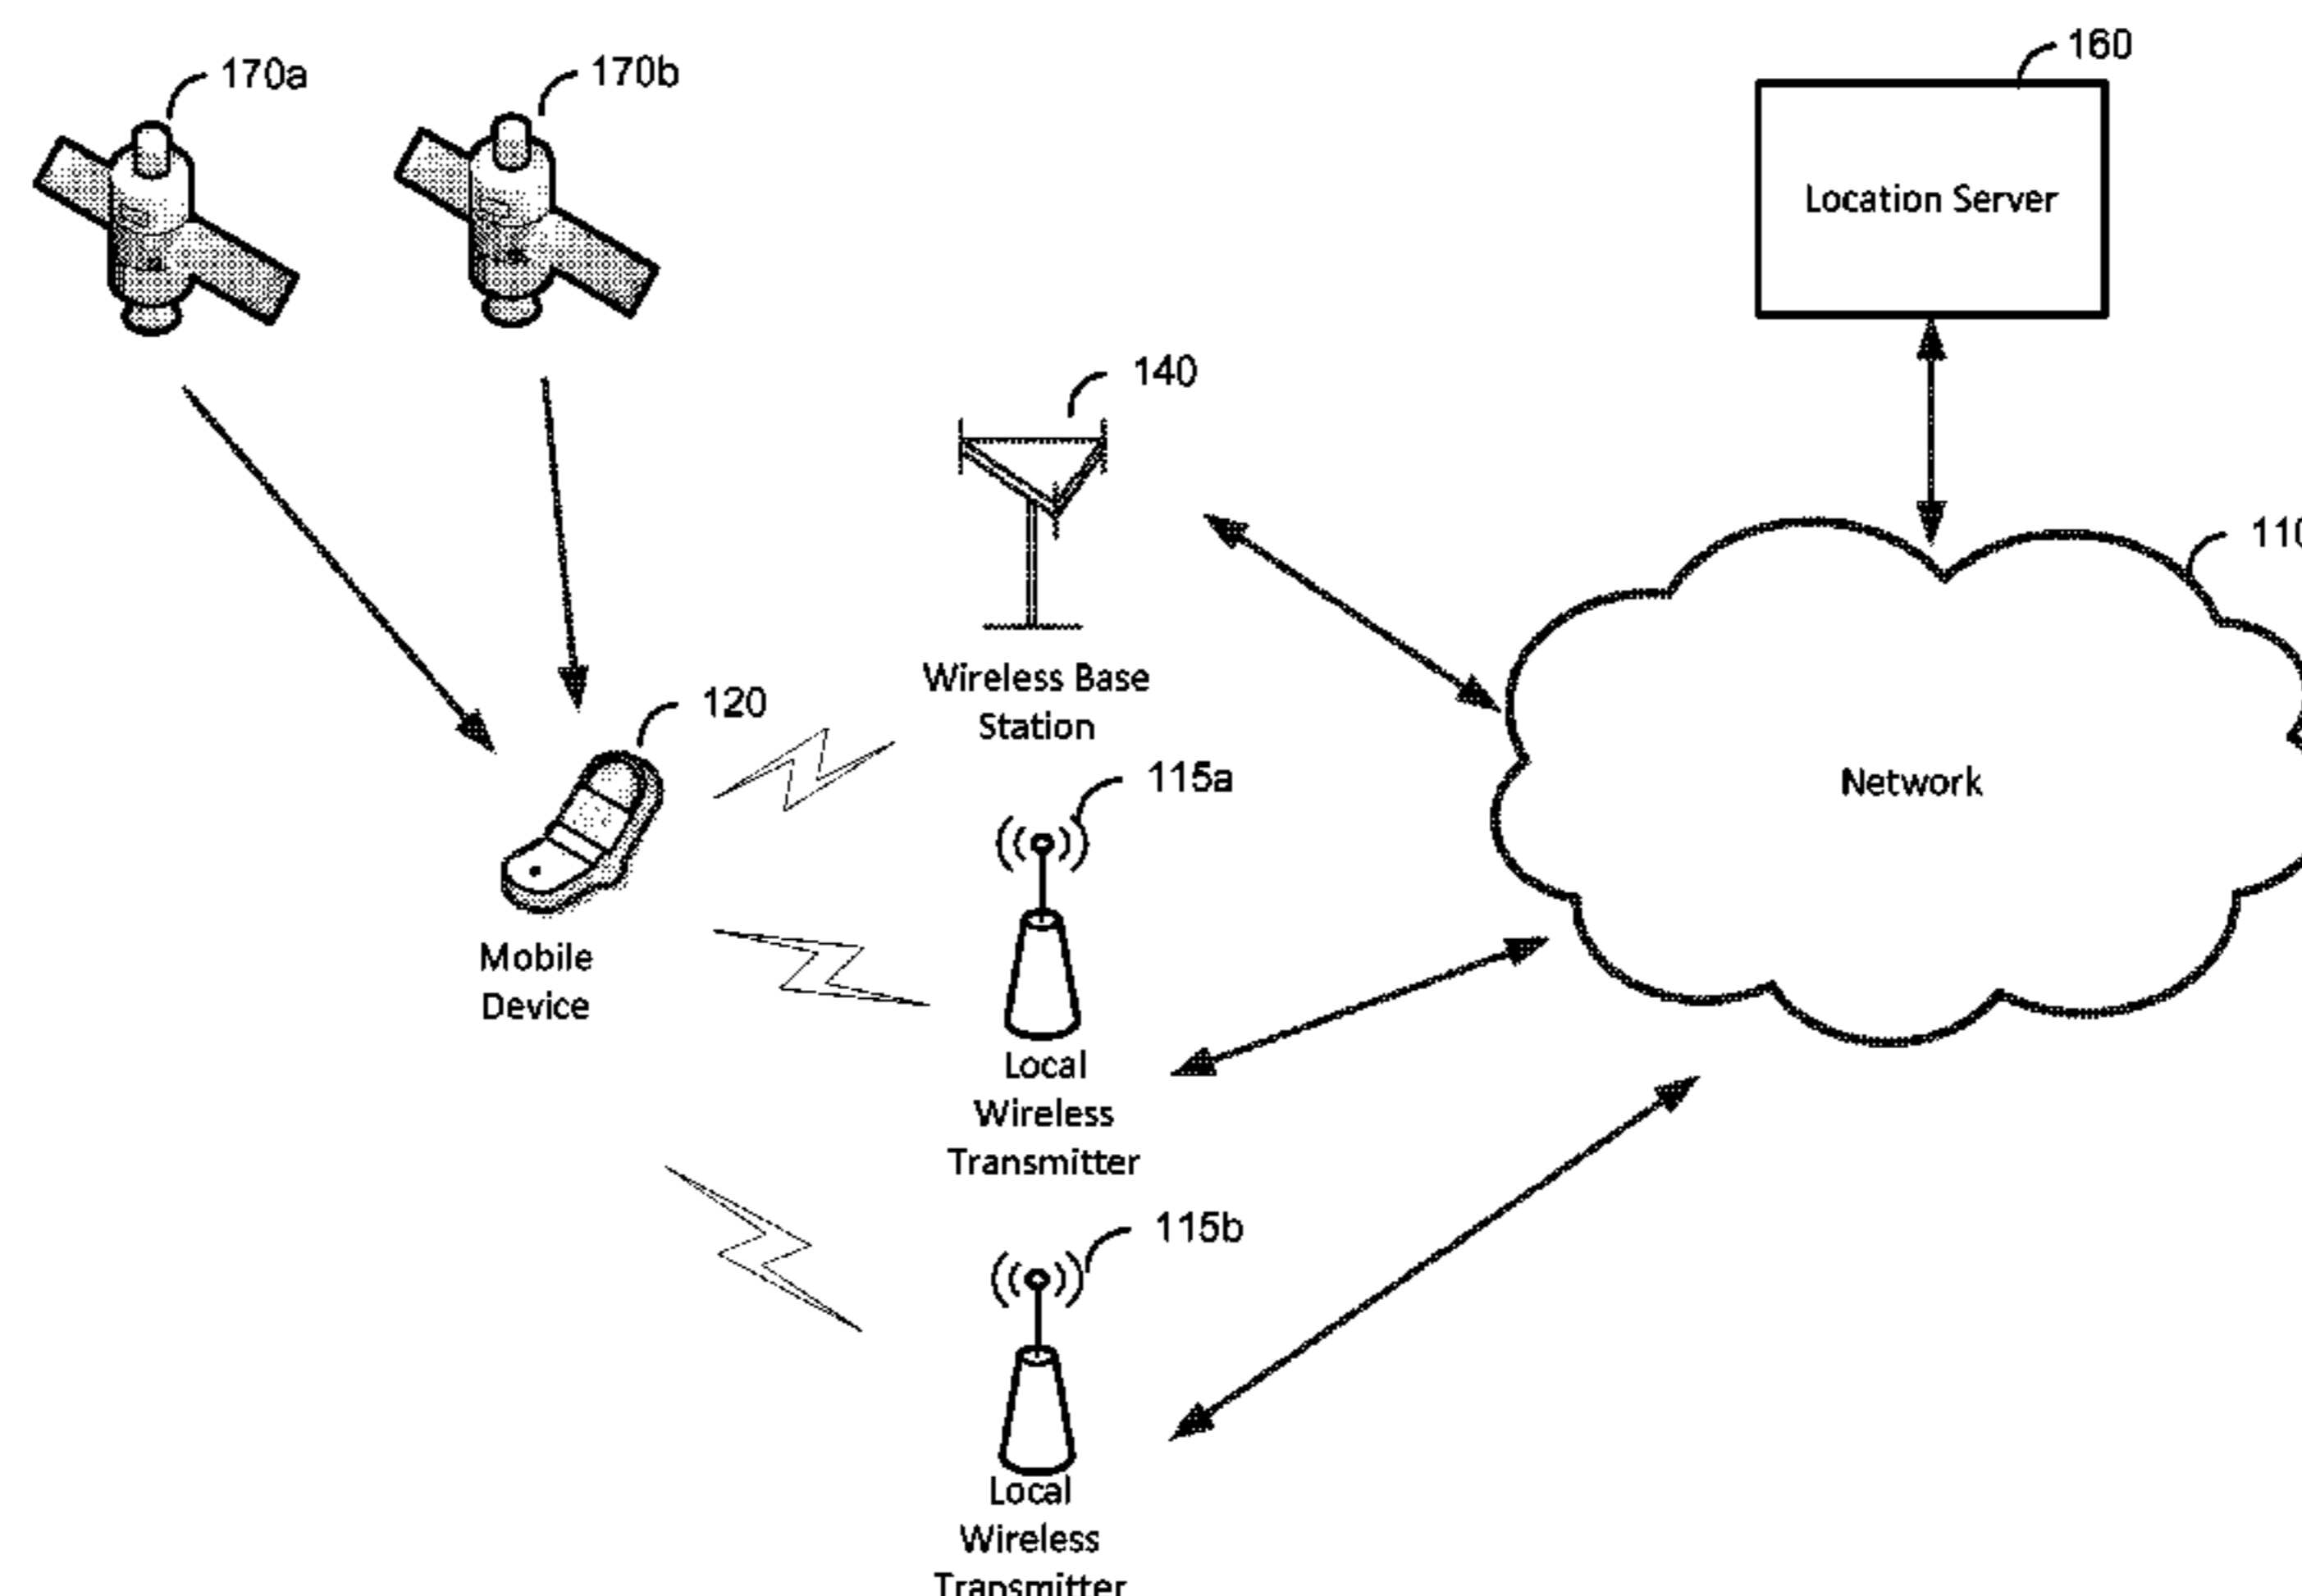 170a
170b
160
Location Server
140
110
Wireless Base
Station
120
115a
Network
Mobile
Device
Local
Wireless
Transmitter
115b
Local
Wireless
Transmitter